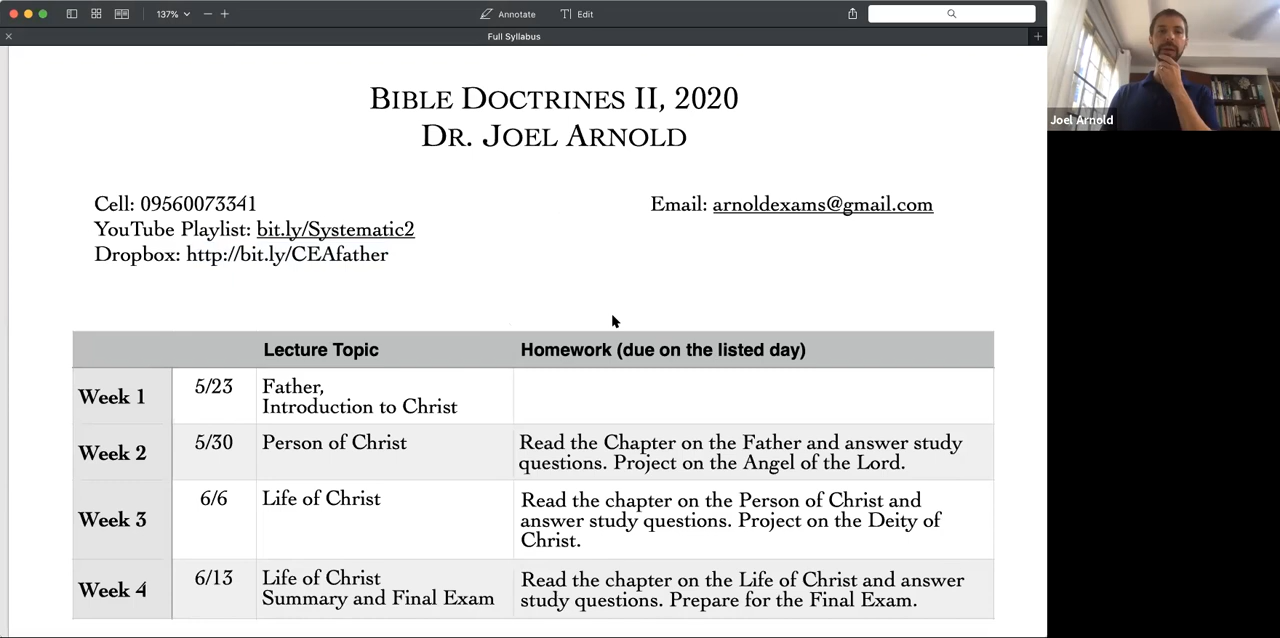 137%
Annotate
Edit
Full Syllabus
Joel Arnold
BIBLE DOCTRINES II, 2020
DR. JOEL ARNOLD
Cell: 09560073341
Email: arnoldexams@gmail.com
YouTube Playlist: bit.ly/Systematic2
Dropbox: http://bit.ly/CEAfather
Lecture Topic
Homework (due on the listed day)
Week 1
5/23
Father,
Introduction to Christ
Week 2
5/30
Person of Christ
Read the Chapter on the Father and answer study
questions. Project on the Angel of the Lord.
Week 3
6/6
Life of Christ
Read the chapter on the Person of Christ and
answer study questions. Project on the Deity of
Christ.
Week 4
6/13
Life of Christ
Summary and Final Exam
Read the chapter on the Life of Christ and answer
study questions. Prepare for the Final Exam.